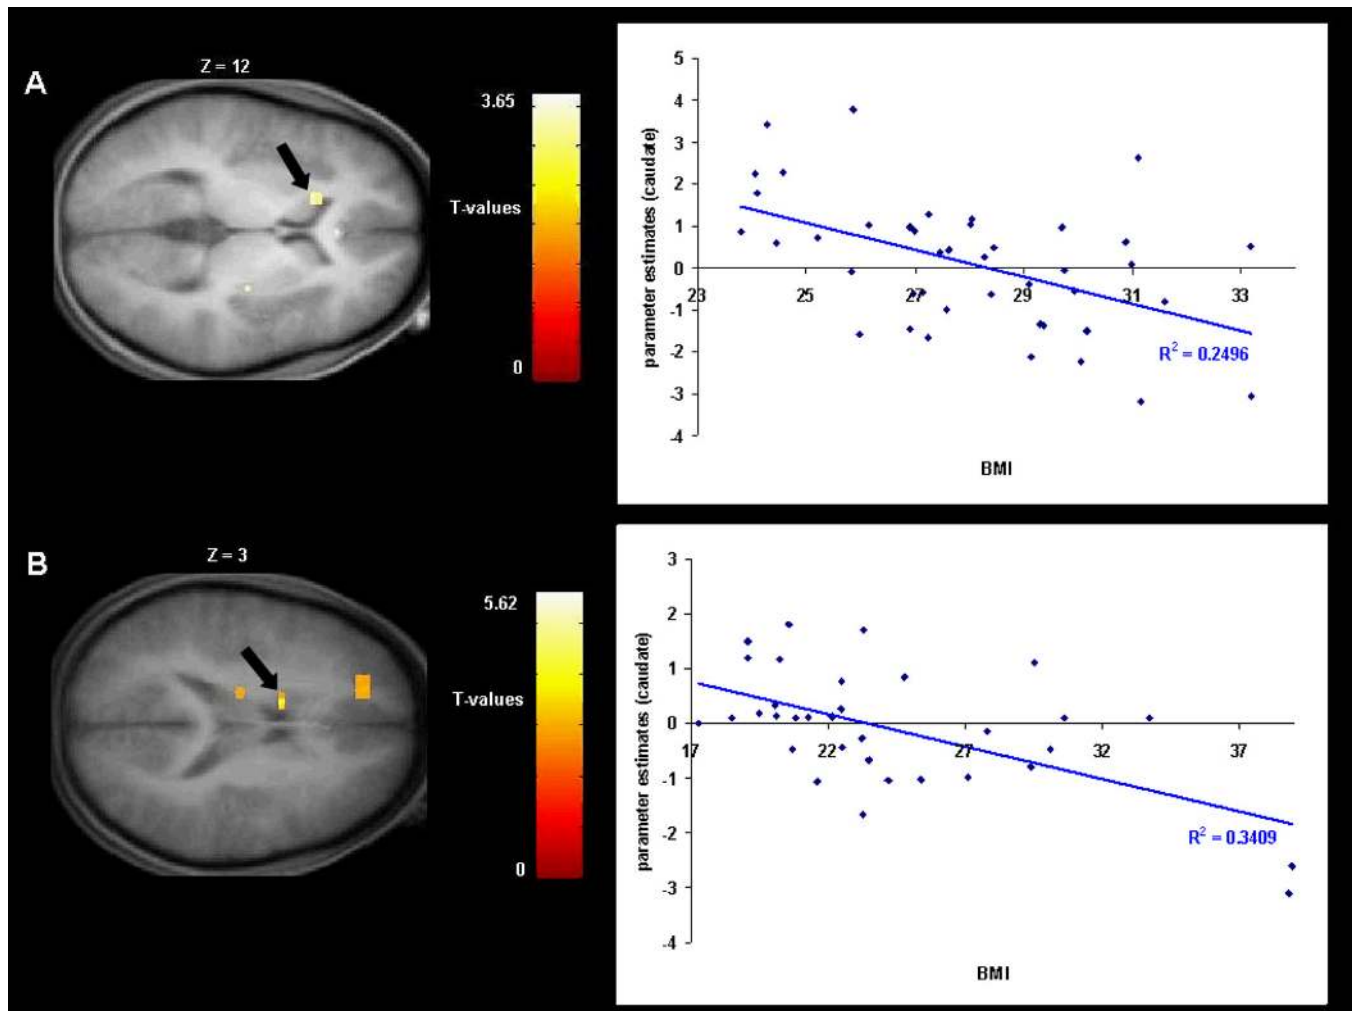 A
Z = 12
3.65
T-values
0
5
4
3
2
1
0
-1
-2
-3
-4
parameter estimates (caudate)
23 25 27 29 31 33
R² = 0.2496
BMI
B
Z = 3
5.62
T-values
0
3
2
1
0
-1
-2
-3
-4
parameter estimates (caudate)
17 22 27 32 37
R² = 0.3409
BMI